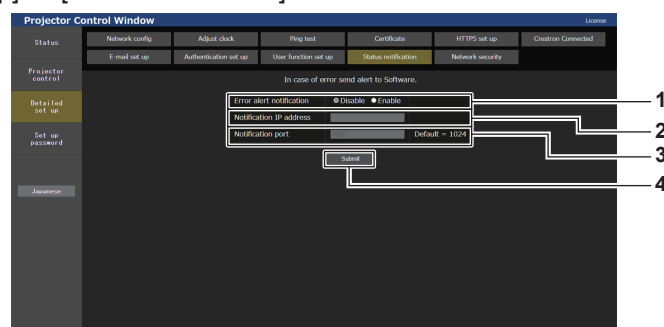 Projector Control Window
License
Status
Network config
Adjust clock
Ping test
Certificate
HTTPS set up
Crestron Connected
E-mail set up
Authentication set up
User function set up
Status notification
Network security
Projector control
Detailed set up
Set up password
Japanese
In case of error send alert to Software.
Error alert notification
Disable
Enable
1
Notification IP address
2
Notification port
Default = 1024
3
Submit
4